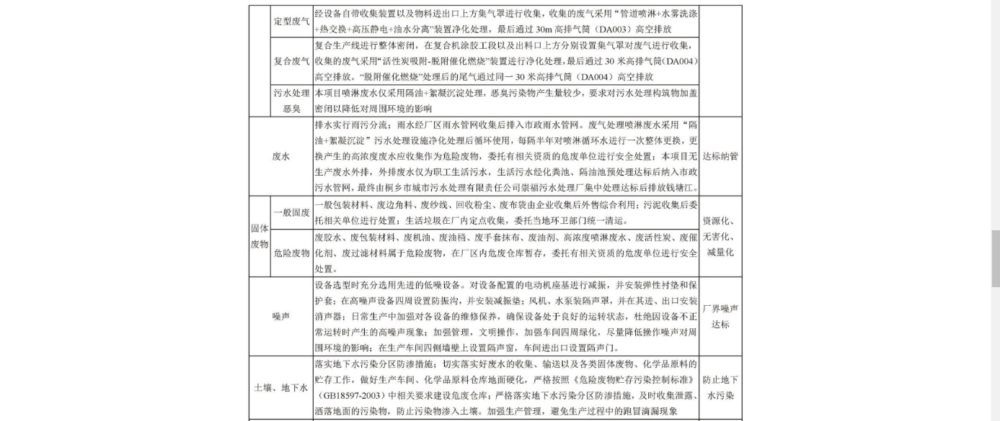 定型废气
经设备自带收集装置以及物料进出口上方集气罩进行收集，收集的废气采用“管道喷淋+水雾洗涤
+热交换+高压静电+油水分离”装置净化处理，最后通过 30m 高排气筒（DA003）高空排放
复合废气
复合生产线进行整体密闭，在复合机涂胶工段以及出料口上方分别设置集气罩对废气进行收集，
收集的废气采用“活性炭吸附-脱附催化燃烧”装置进行净化处理，最后通过 30 米高排气筒（DA004）
高空排放。“脱附催化燃烧”处理后的尾气通过同一 30 米高排气筒（DA004）高空排放
污水处理
恶臭
本项目喷淋废水仅采用隔油+絮凝沉淀处理，恶臭污染物产生量较少，要求对污水处理构筑物加盖
密闭以降低对周围环境的影响
废水
排水实行雨污分流；雨水经厂区雨水管网收集后排入市政雨水管网。废气处理喷淋废水采用“隔
油+絮凝沉淀”污水处理设施净化处理后循环使用，每隔半年对喷淋循环水进行一次整体更换，更
换产生的高浓度废水应收集作为危险废物，委托有相关资质的危废单位进行安全处置；本项目无
生产废水外排，外排废水仅为职工生活污水，生活污水经化粪池、隔油池预处理达标后纳入市政
污水管网，最终由桐乡市城市污水处理有限责任公司崇福污水处理厂集中处理达标后排放钱塘江。
达标纳管
固体
废物
一般固废
一般包装材料、废边角料、废纱线、回收粉尘、废布袋由企业收集后外售综合利用；污泥收集后委
托相关单位进行处置；生活垃圾在厂内定点收集，委托当地环卫部门统一清运。
危险废物
废胶水、废包装材料、废机油、废油桶、废手套抹布、废油剂、高浓度喷淋废水、废活性炭、废催
化剂、废过滤材料属于危险废物，在厂区内危废仓库暂存，委托有相关资质的危废单位进行安全
处置。
资源化、
无害化、
减量化
噪声
设备选型时充分选用先进的低噪设备。对设备配置的电动机座基进行减振，并安装弹性衬垫和保
护套；在高噪声设备四周设置防振沟，并安装减振垫；风机、水泵装隔声罩，并在其进、出口安装
消声器；日常生产中加强对各设备的维修保养，确保设备处于良好的运转状态，杜绝因设备不正
常运转时产生的高噪声现象；加强管理，文明操作，加强车间四周绿化，尽量降低操作噪声对周
围环境的影响；在生产车间四侧墙壁上设置隔声窗，车间进出口设置隔声门。
厂界噪声
达标
土壤、地下水
落实地下水污染分区防渗措施；切实落实好废水的收集、输送以及各类固体废物、化学品原料的
贮存工作，做好生产车间、化学品原料仓库地面硬化，严格按照《危险废物贮存污染控制标准》
（GB18597-2003）中相关要求建设危废仓库；严格落实地下水污染分区防渗措施，及时收集泄露、
洒落地面的污染物，防止污染物渗入土壤。加强生产管理，避免生产过程中的跑冒滴漏现象
防止地下
水污染